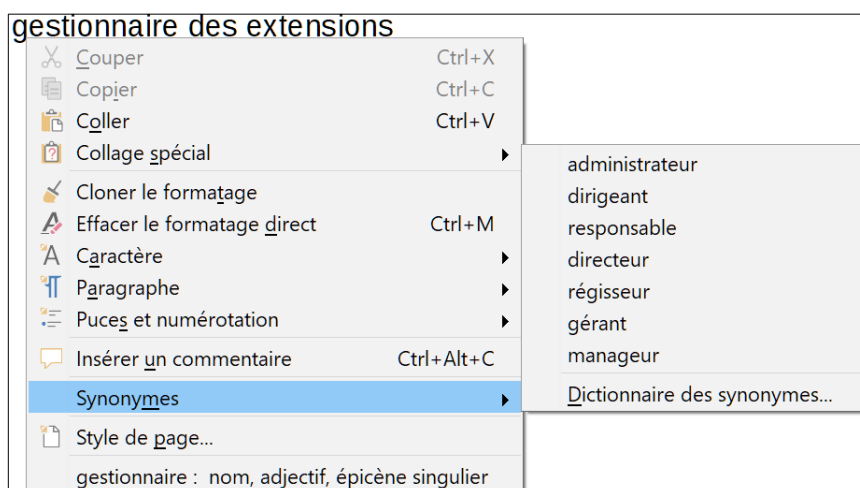 gestionnaire des extensions
Couper Ctrl+X
Copier Ctrl+C
Coller Ctrl+V
Collage spécial
Cloner le formatage
Effacer le formatage direct Ctrl+M
Caractère
Paragraphe
Puces et numérotation
Insérer un commentaire Ctrl+Alt+C
Synonymes
Style de page...
gestionnaire : nom, adjectif, épicène singulier
administrateur
dirigeant
responsable
directeur
régisseur
gérant
manageur
Dictionnaire des synonymes...